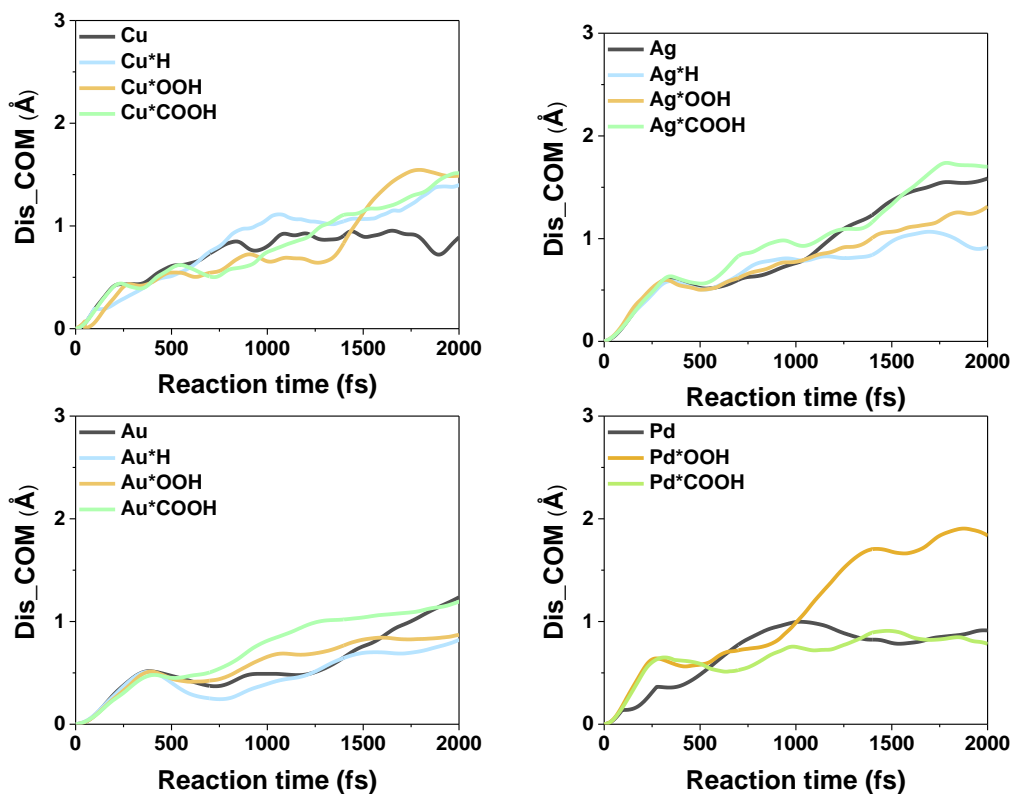 3
2
1
0
Dis_COM (Å)
Cu
Cu*H
Cu*OOH
Cu*COOH
0 500 1000 1500 2000
Reaction time (fs)
3
2
1
0
Dis_COM (Å)
Ag
Ag*H
Ag*OOH
Ag*COOH
0 500 1000 1500 2000
Reaction time (fs)
3
2
1
0
Dis_COM (Å)
Au
Au*H
Au*OOH
Au*COOH
0 500 1000 1500 2000
Reaction time (fs)
3
2
1
0
Dis_COM (Å)
Pd
Pd*OOH
Pd*COOH
0 500 1000 1500 2000
Reaction time (fs)